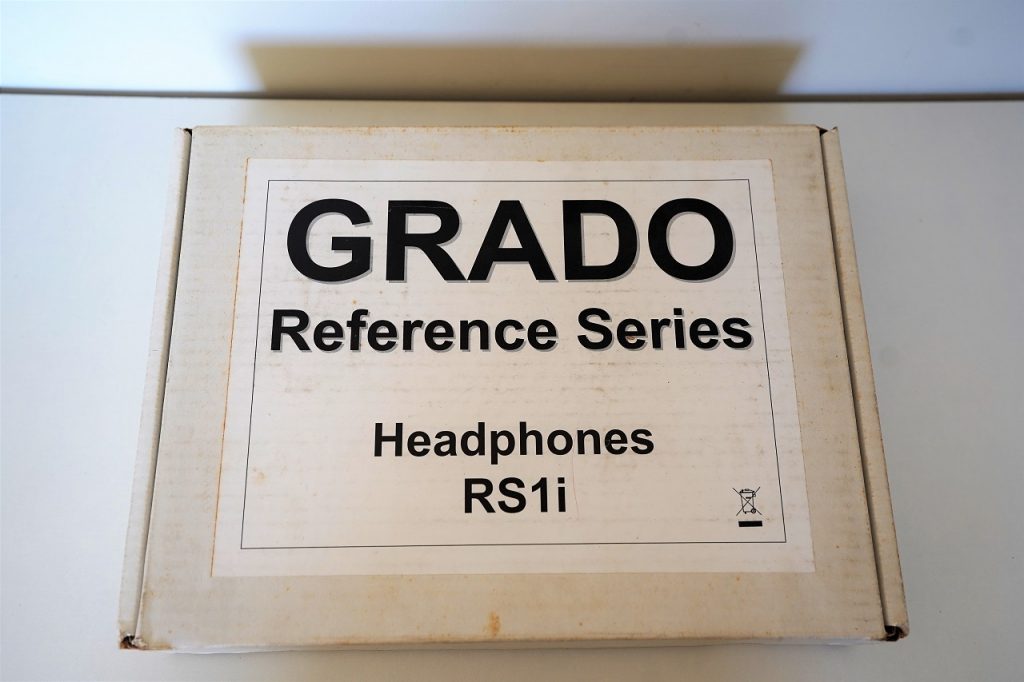 GRADO
Reference Series
Headphones
RS1i